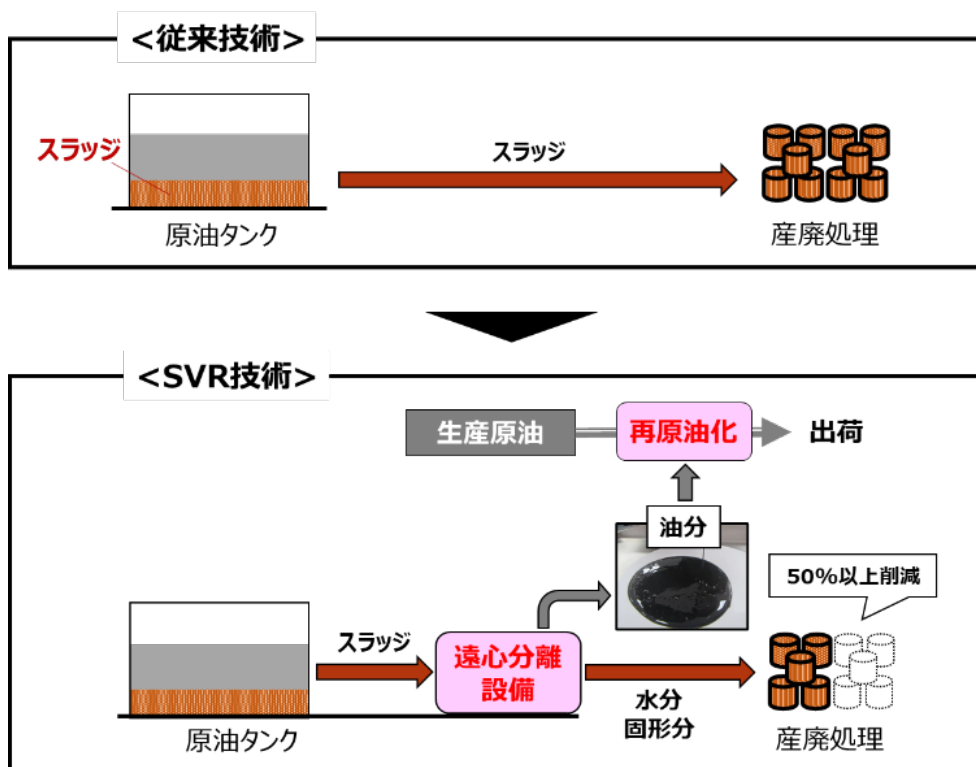 <従来技術>
スラッジ
スラッジ
原油タンク
産廃処理
<SVR技術>
生産原油
再原油化
出荷
油分
50%以上削減
スラッジ
遠心分離
設備
水分
固形分
原油タンク
産廃処理